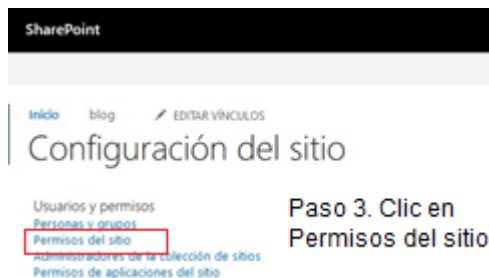 SharePoint
Inicio blog EDITAR VÍNCULOS
Configuración del sitio
Usuarios y permisos
Personas y grupos
Permisos del sitio
Administradores de la colección de sitios
Permisos de aplicaciones del sitio
Paso 3. Clic en
Permisos del sitio